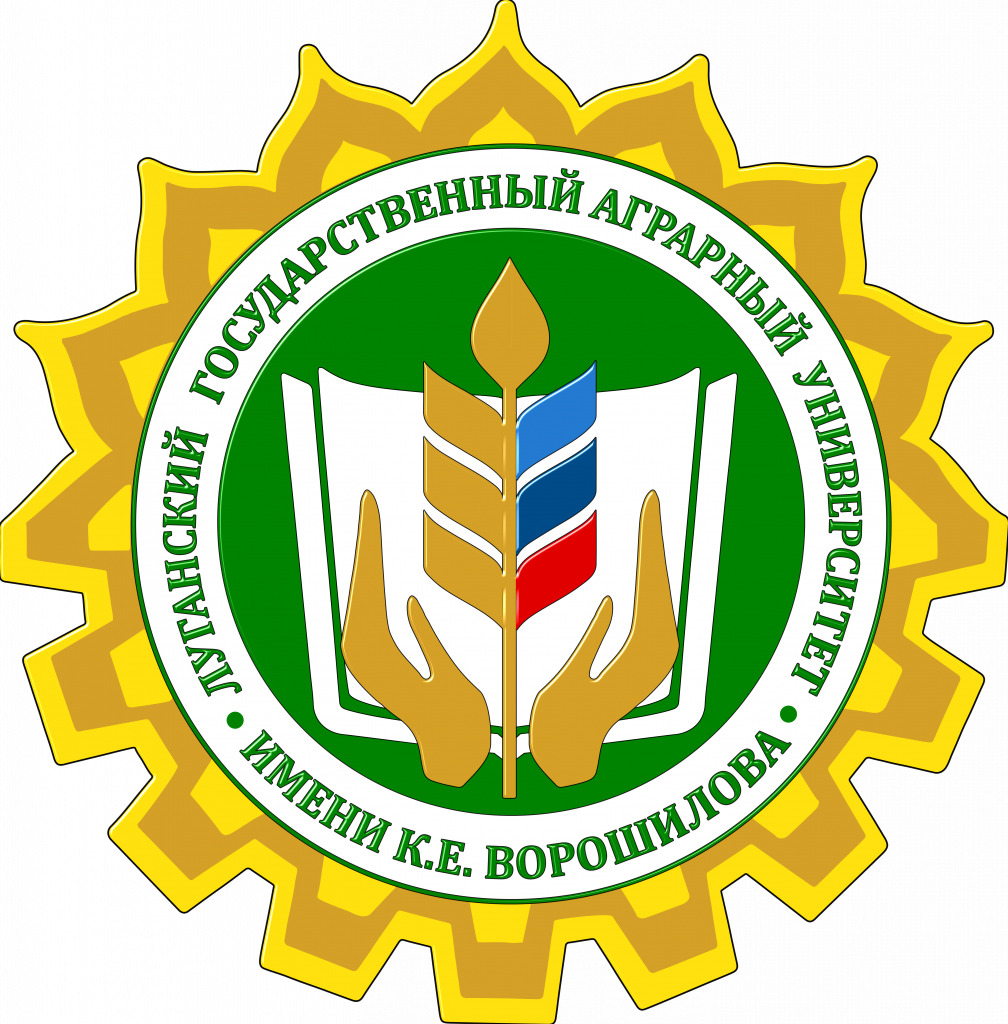 ЛУГАНСКИЙ ГОСУДАРСТВЕННЫЙ АГРАРНЫЙ УНИВЕРСИТЕТ
ИМЕНИ К.Е. ВОРОШИЛОВА